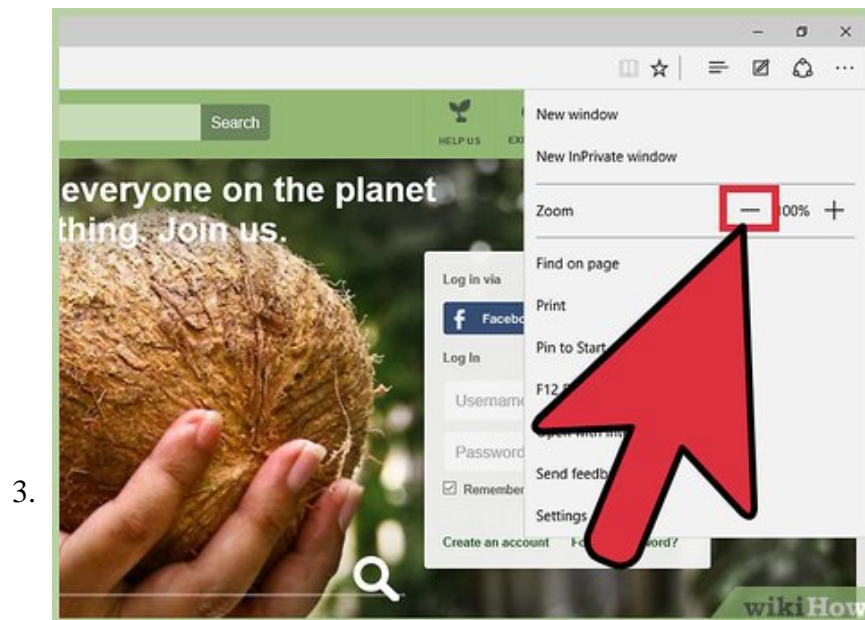 Search
HELP US
New window
New InPrivate window
everyone on the planet
thing. Join us.
Zoom
00%
Find on page
Log in via
Print
Log In
Pin to Start
Username
F12
Password
Send
Remember
Settings
Create an account
3.
wikiHow